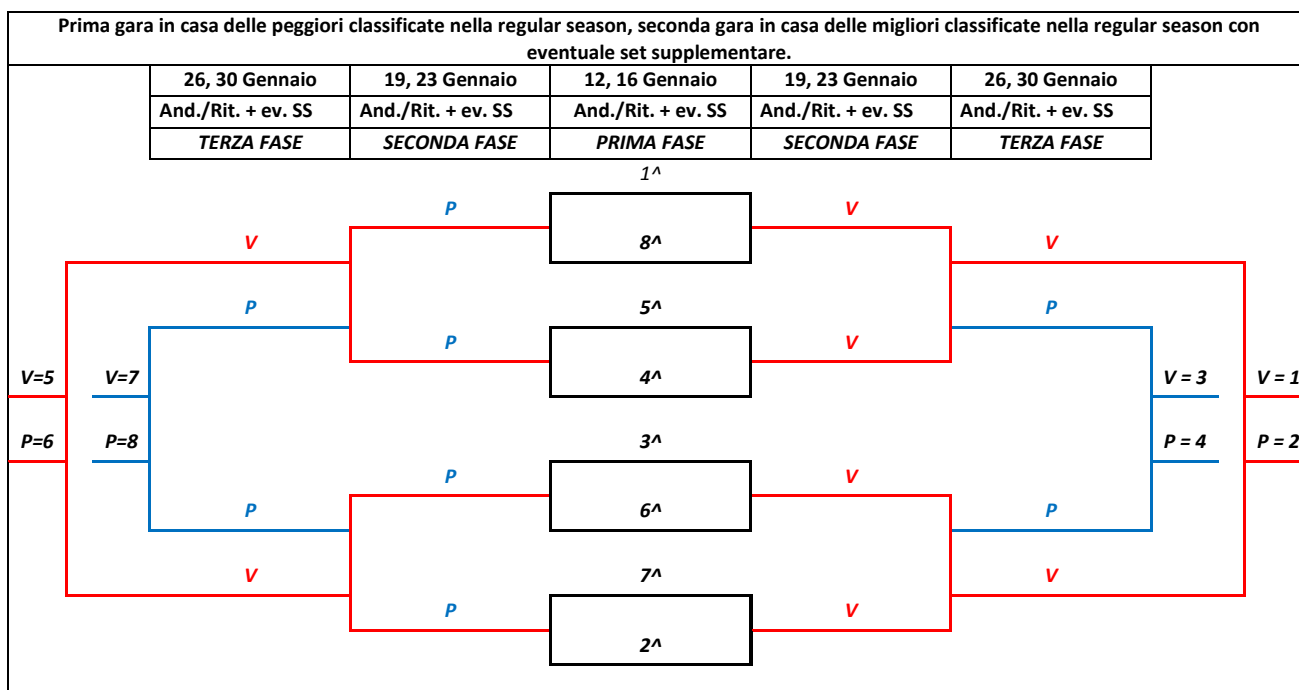 Prima gara in casa delle peggiori classificate nella regular season, seconda gara in casa delle migliori classificate nella regular season con
eventuale set supplementare.
26, 30 Gennaio 19, 23 Gennaio 12, 16 Gennaio 19, 23 Gennaio 26, 30 Gennaio
And./Rit. + ev. SS And./Rit. + ev. SS And./Rit. + ev. SS And./Rit. + ev. SS And./Rit. + ev. SS
TERZA FASE SECONDA FASE PRIMA FASE SECONDA FASE TERZA FASE
1^
P V
V 8^ V
P 5^ P
P V
V=5 V=7 4^ V = 3 V = 1
P=6 P=8 3^ P = 4 P = 2
P V
P 6^ P
V 7^ V
P V
2^